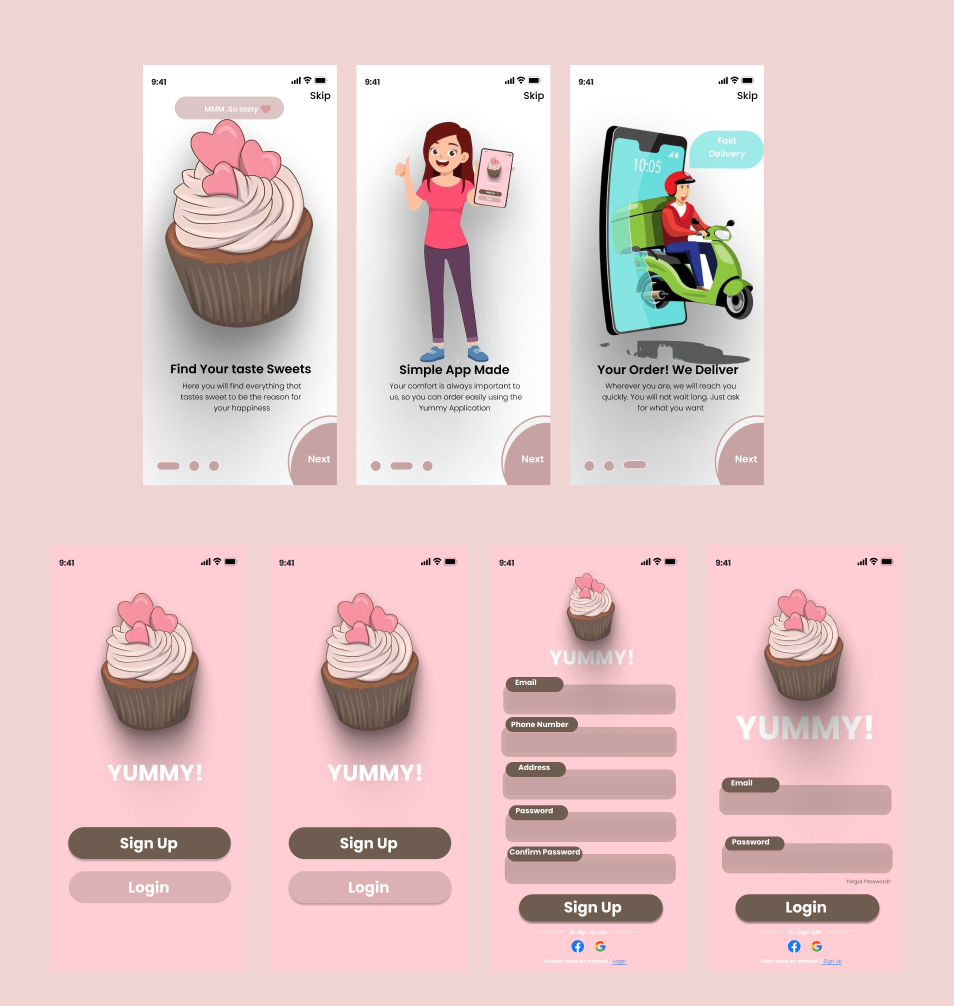 9:41
Skip
MMM ,So tasty
Find Your taste Sweets
Here you will find everything that
tastes sweet to be the reason for
your happiness
Next
9:41
Skip
Simple App Made
Your comfort is always important to
us, so you can order easily using the
Yummy Application
Next
9:41
Skip
Fast
Delivery
10:05
Your Order! We Deliver
Wherever you are, we will reach you
quickly. You will not wait long, Just ask
for what you want
Next
9:41
YUMMY!
Sign Up
Login
9:41
YUMMY!
Sign Up
Login
9:41
YUMMY!
Email
Phone Number
Address
Password
Confirm Password
Sign Up
Or Sign Up with
Already have an account? Login
9:41
YUMMY!
Email
Password
Forgot Password?
Login
Or Login with
Don't have an account? Sign Up